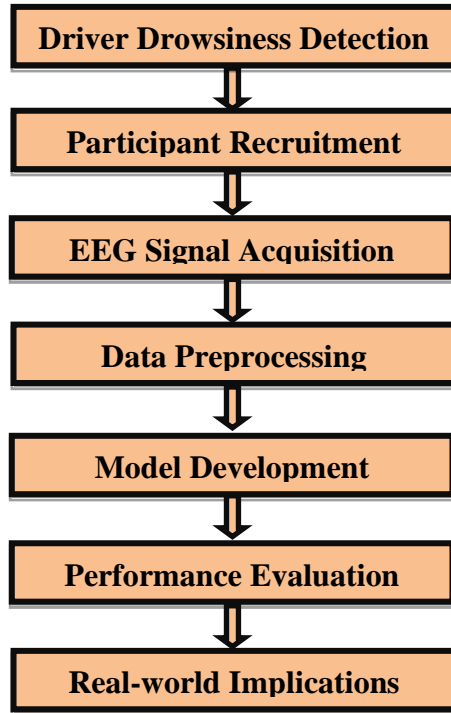 Driver Drowsiness Detection
Participant Recruitment
EEG Signal Acquisition
Data Preprocessing
Model Development
Performance Evaluation
Real-world Implications